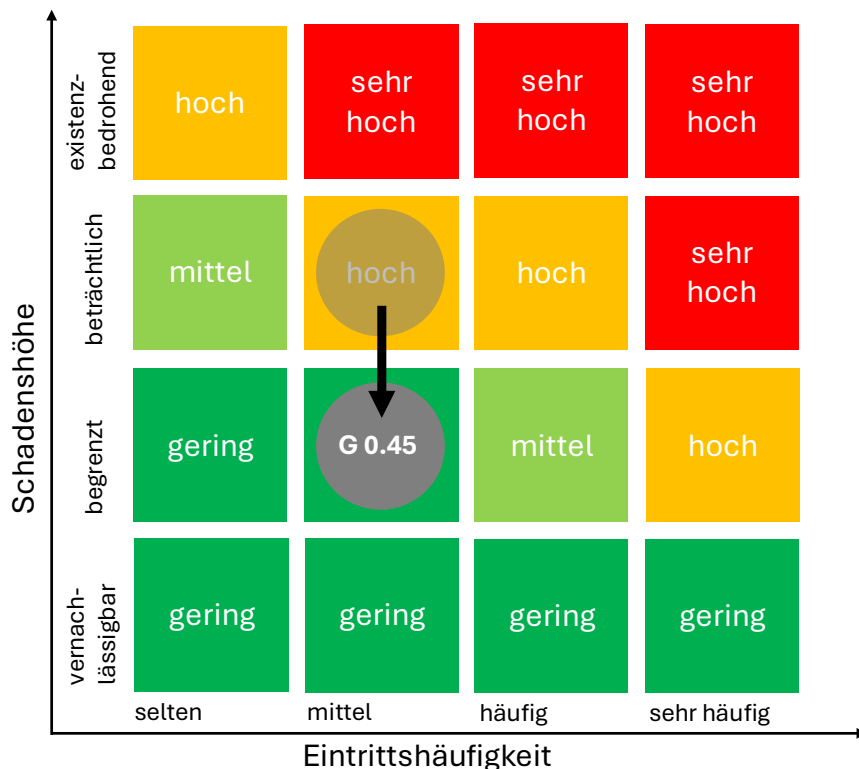 Schadenshöhe
existenz-
bedrohend
hoch
sehr
hoch
sehr
hoch
sehr
hoch
beträchtlich
mittel
hoch
hoch
sehr
hoch
begrenzt
gering
G 0.45
mittel
hoch
vernach-
lässigbar
gering
gering
gering
gering
selten
mittel
häufig
sehr häufig
Eintrittshäufigkeit